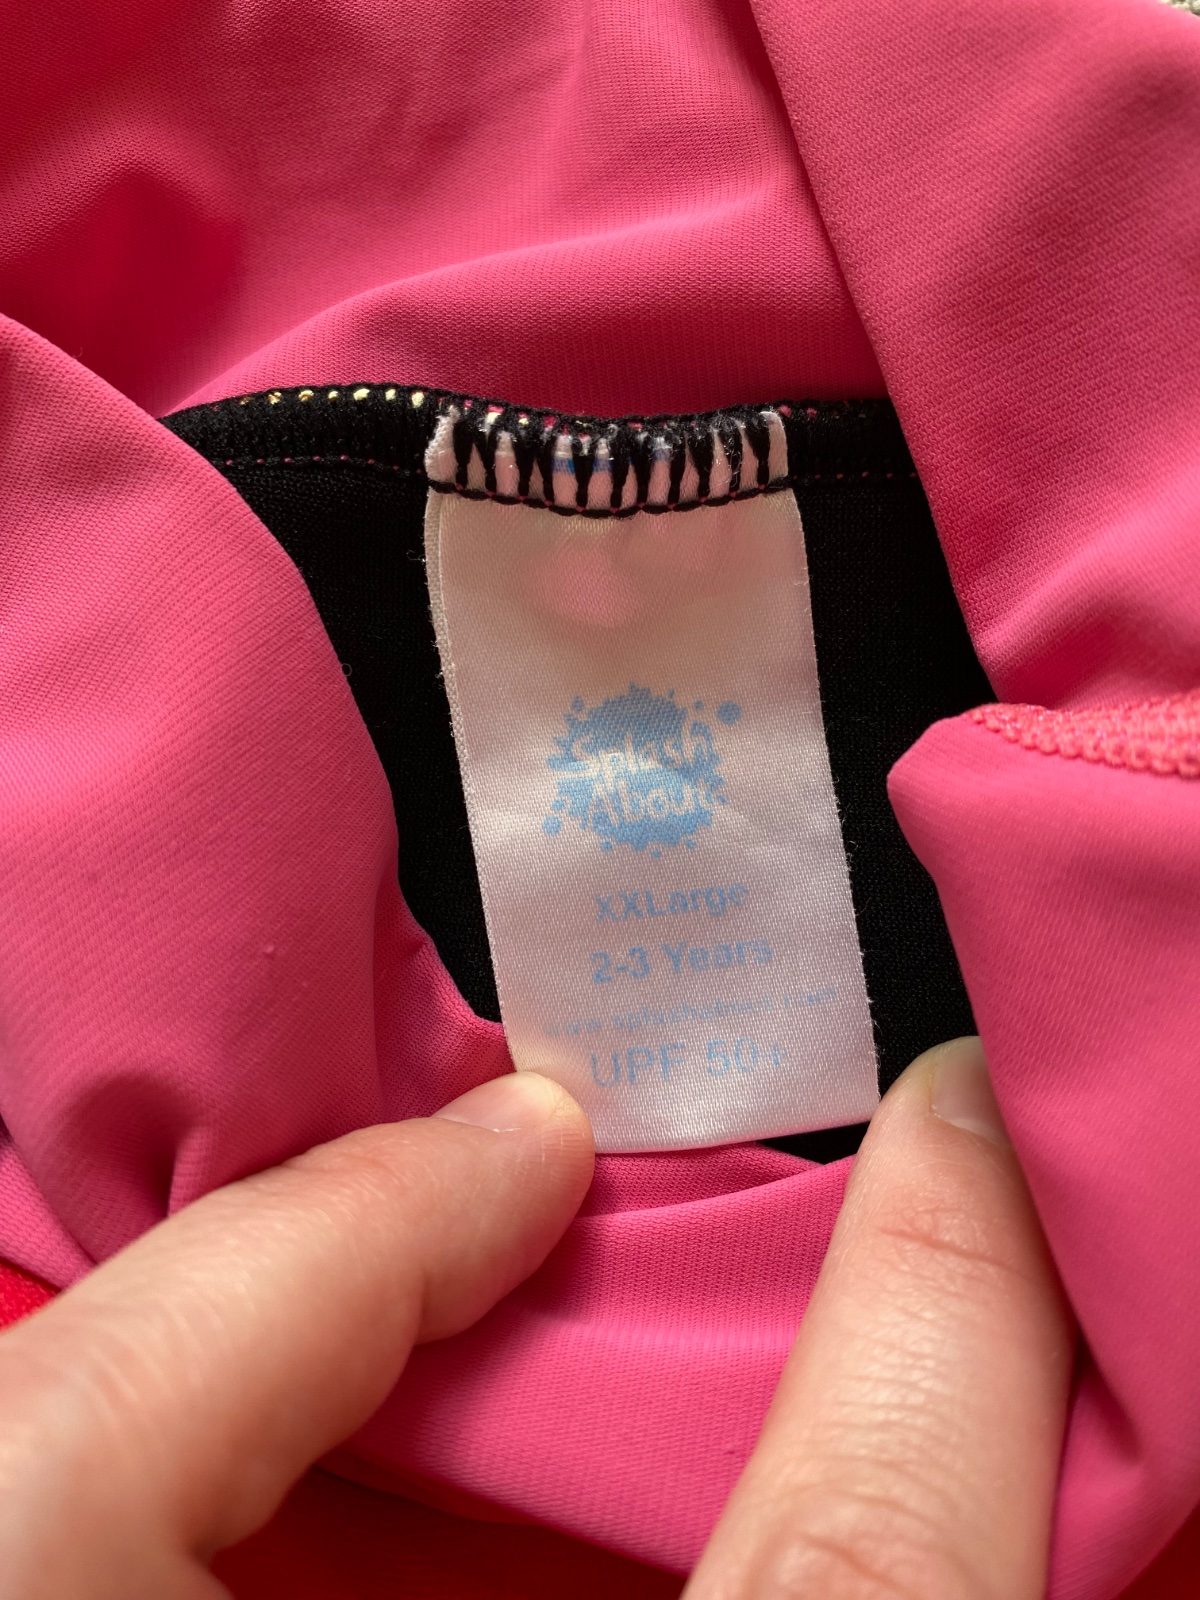 Splash
About
XXLarge
2-3 Years
UPF 50+